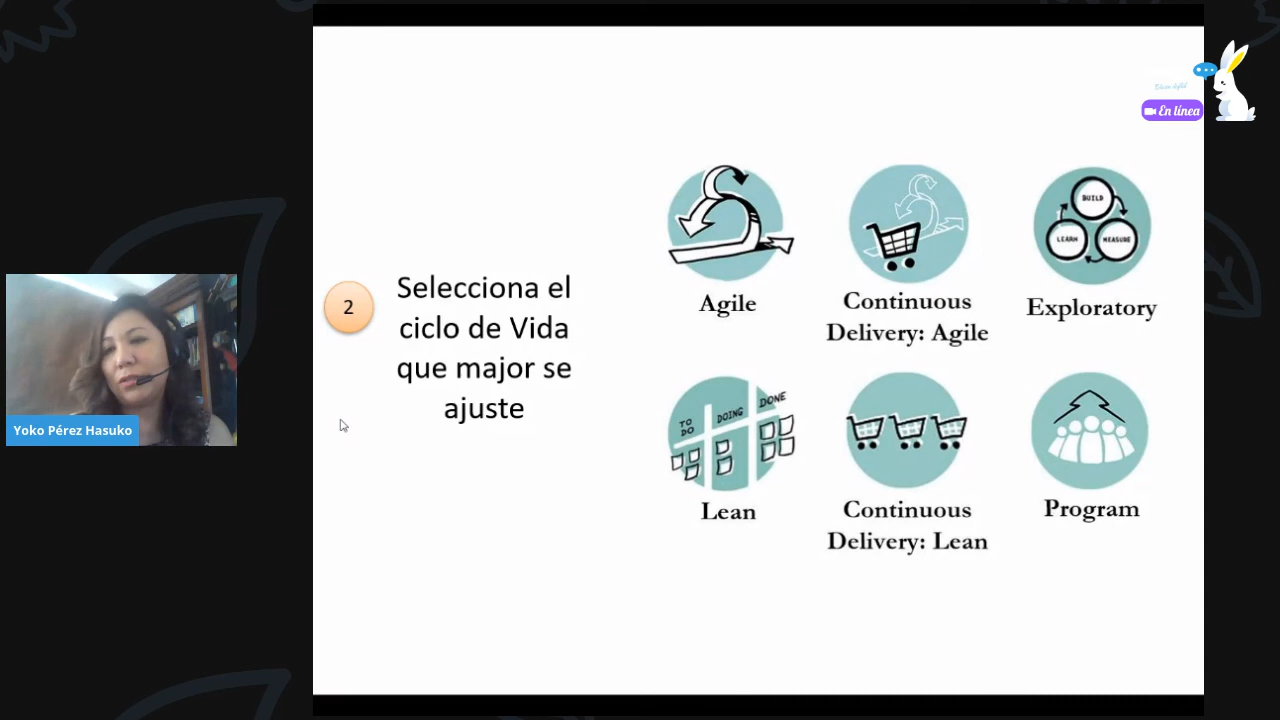 2
Selecciona el
ciclo de Vida
que major se
ajuste
Agile
Continuous
Delivery: Agile
BUILD
LEARN
MEASURE
Exploratory
TO
DO
DOING
DONE
Lean
Continuous
Delivery: Lean
Program
Yoko Pérez Hasuko
En línea